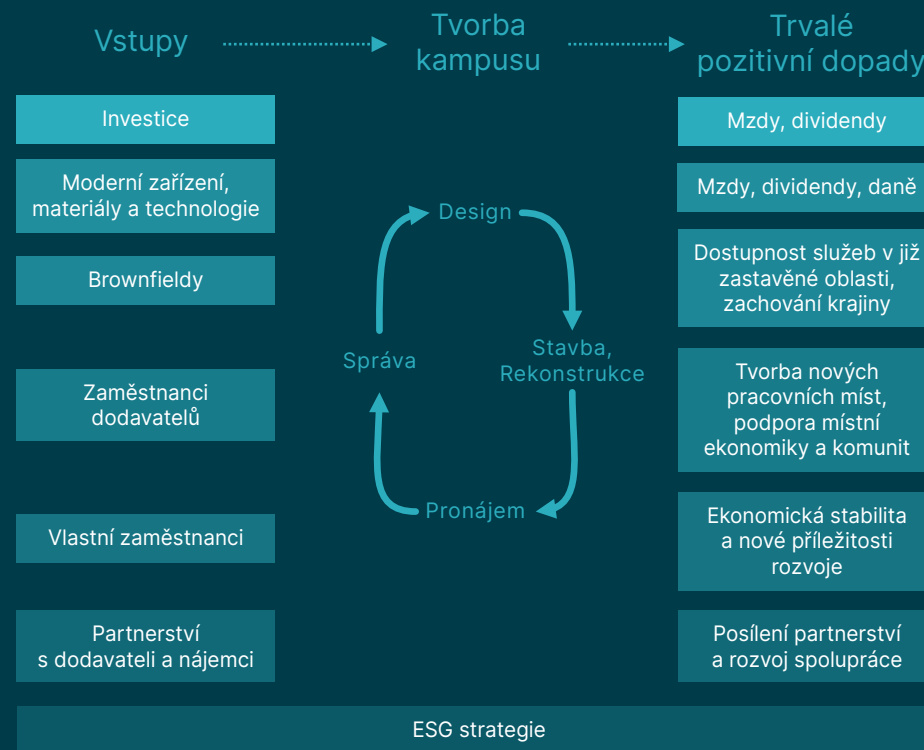 Vstupy
Tvorba
kampusu
Trvalé
pozitivní dopady
Investice
Moderní zařízení,
materiály a technologie
Brownfieldy
Zaměstnanci
dodavatelů
Vlastní zaměstnanci
Partnerství
s dodavateli a nájemci
Design
Stavba,
Rekonstrukce
Pronájem
Správa
Mzdy, dividendy
Mzdy, dividendy, daně
Dostupnost služeb v již
zastavěné oblasti,
zachování krajiny
Tvorba nových
pracovních míst,
podpora místní
ekonomiky a komunit
Ekonomická stabilita
a nové příležitosti
rozvoje
Posílení partnerství
a rozvoj spolupráce
ESG strategie